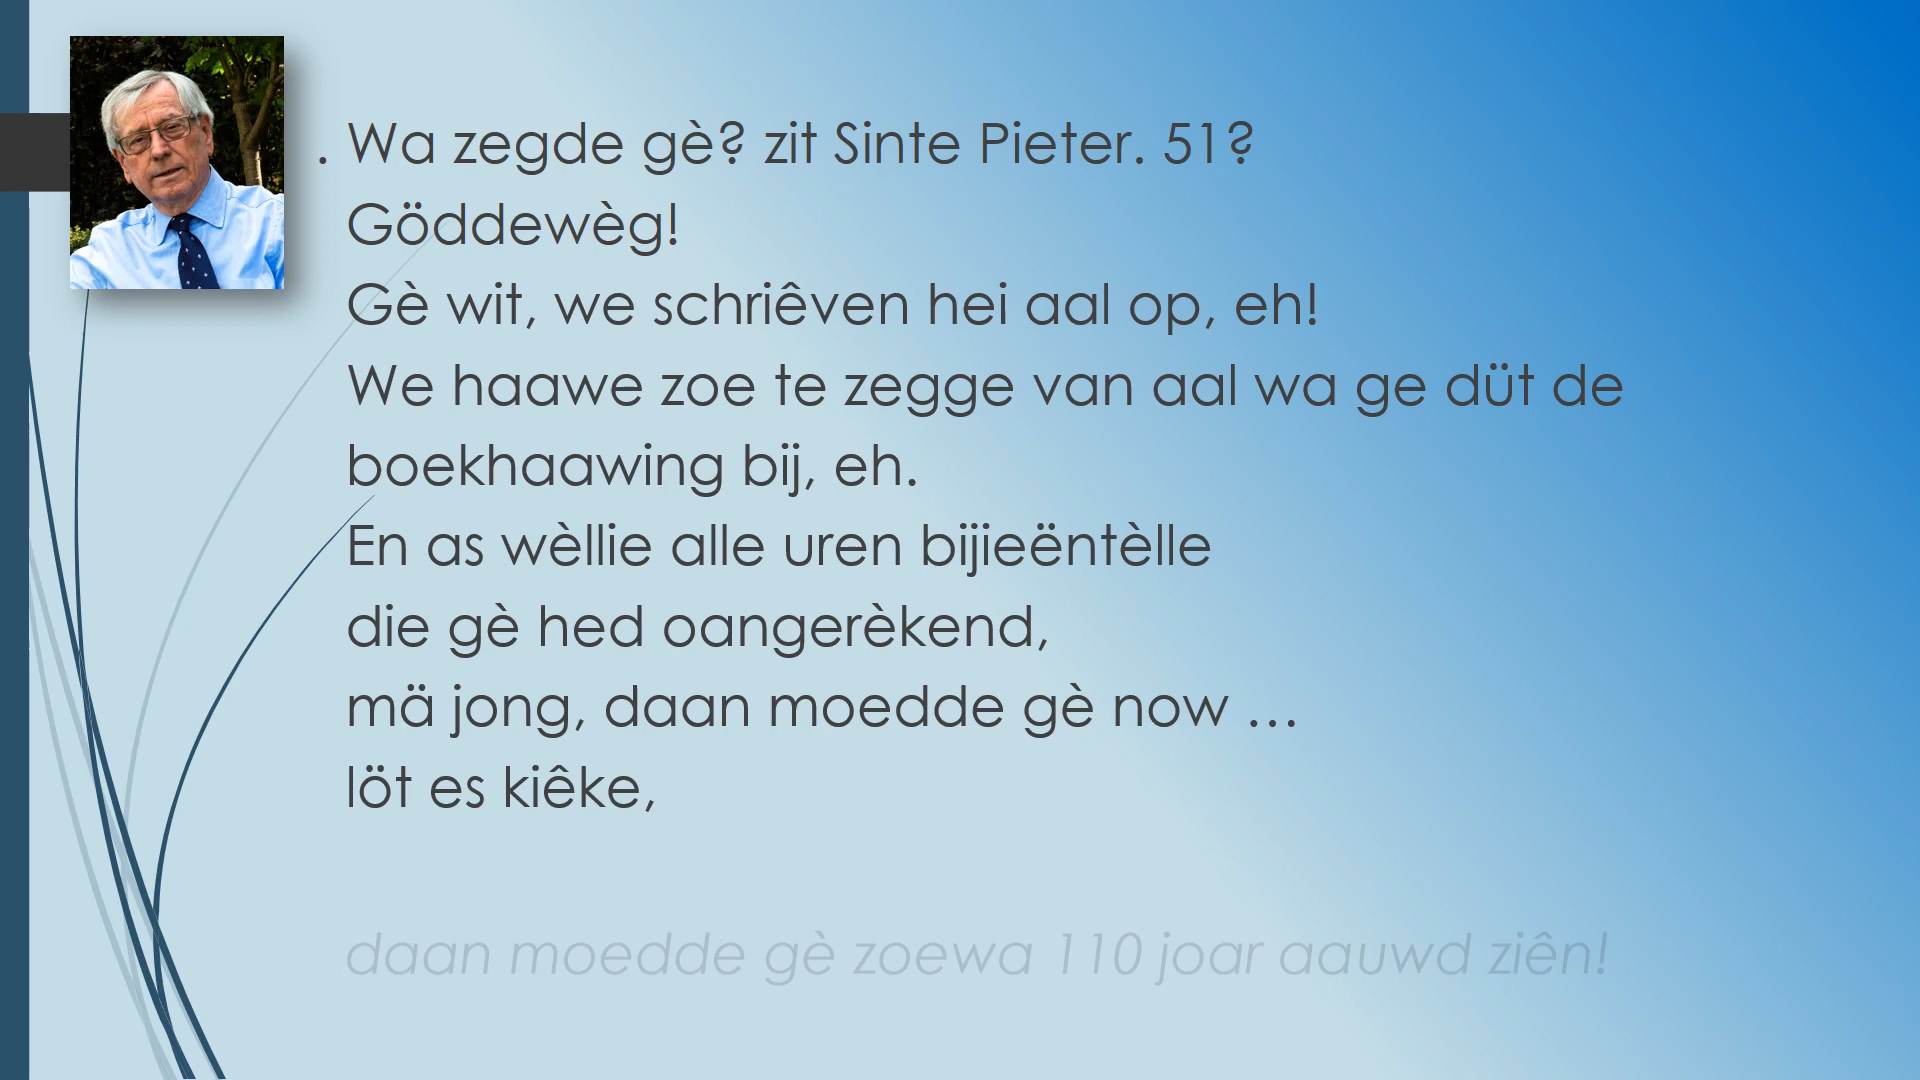 . Wa zegde gè? zit Sinte Pieter. 51?
Göddewèg!
Gè wit, we schriêven hei aal op, eh!
We haawe zoe te zegge van aal wa ge düt de
boekhaawing bij, eh.
En as wèllie alle uren bijieëntèlle
die gè hed oangerèkend,
mä jong, daan moedde gè now …
löt es kiêke,
daan moedde gè zoewa 110 joar aauwd ziên!